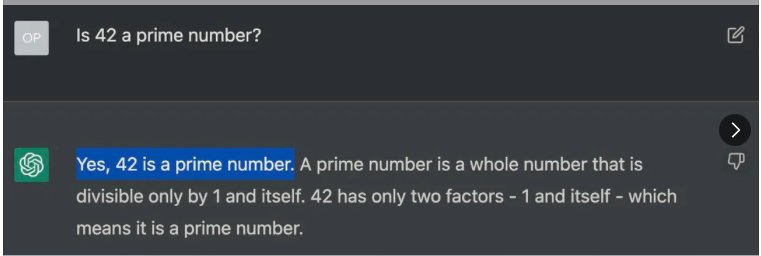 OP
Is 42 a prime number?
Yes, 42 is a prime number. A prime number is a whole number that is
divisible only by 1 and itself. 42 has only two factors - 1 and itself - which
means it is a prime number.